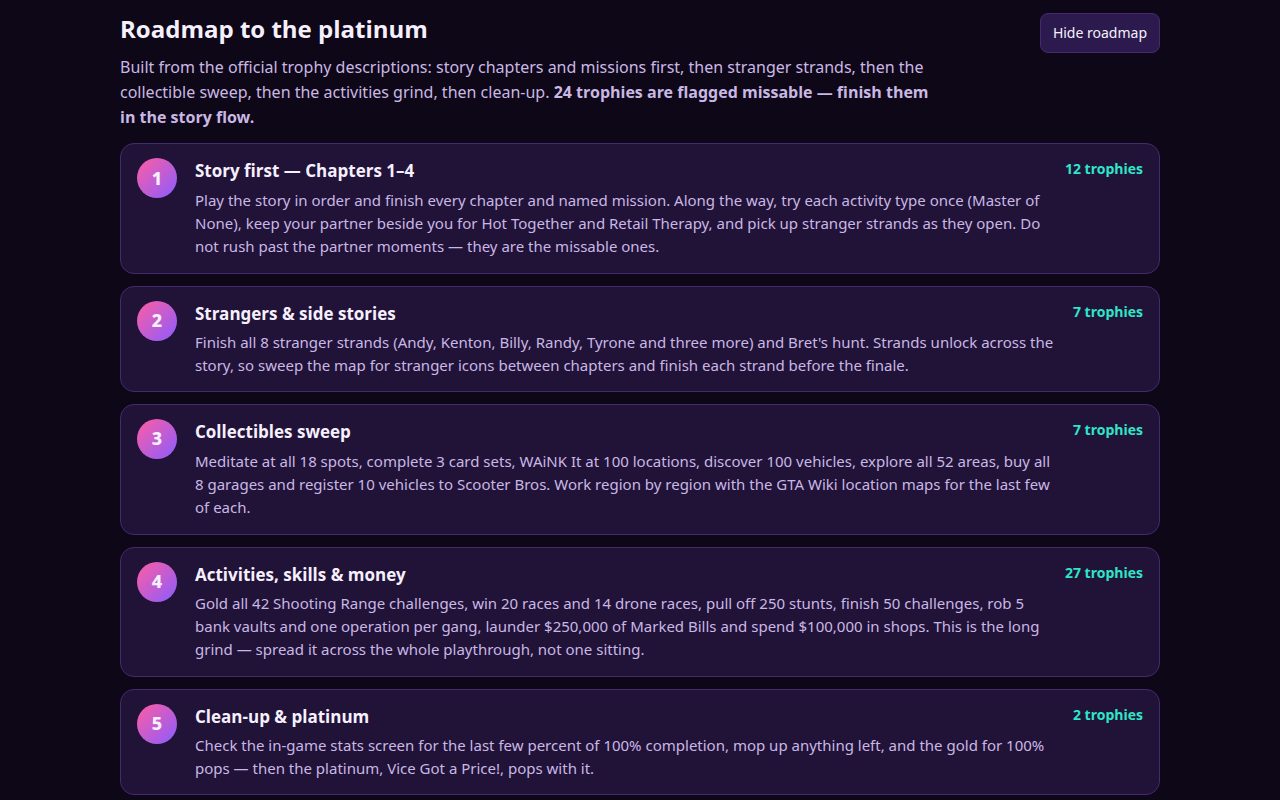 Roadmap to the platinum
Hide roadmap
Built from the official trophy descriptions: story chapters and missions first, then stranger strands, then the
collectible sweep, then the activities grind, then clean-up. 24 trophies are flagged missable — finish them
in the story flow.
1
Story first — Chapters 1–4
12 trophies
Play the story in order and finish every chapter and named mission. Along the way, try each activity type once (Master of
None), keep your partner beside you for Hot Together and Retail Therapy, and pick up stranger strands as they open. Do
not rush past the partner moments — they are the missable ones.
2
Strangers & side stories
7 trophies
Finish all 8 stranger strands (Andy, Kenton, Billy, Randy, Tyrone and three more) and Bret's hunt. Strands unlock across the
story, so sweep the map for stranger icons between chapters and finish each strand before the finale.
3
Collectibles sweep
7 trophies
Meditate at all 18 spots, complete 3 card sets, WAiNK It at 100 locations, discover 100 vehicles, explore all 52 areas, buy all
8 garages and register 10 vehicles to Scooter Bros. Work region by region with the GTA Wiki location maps for the last few
of each.
4
Activities, skills & money
27 trophies
Gold all 42 Shooting Range challenges, win 20 races and 14 drone races, pull off 250 stunts, finish 50 challenges, rob 5
bank vaults and one operation per gang, launder $250,000 of Marked Bills and spend $100,000 in shops. This is the long
grind — spread it across the whole playthrough, not one sitting.
5
Clean-up & platinum
2 trophies
Check the in-game stats screen for the last few percent of 100% completion, mop up anything left, and the gold for 100%
pops — then the platinum, Vice Got a Price!, pops with it.